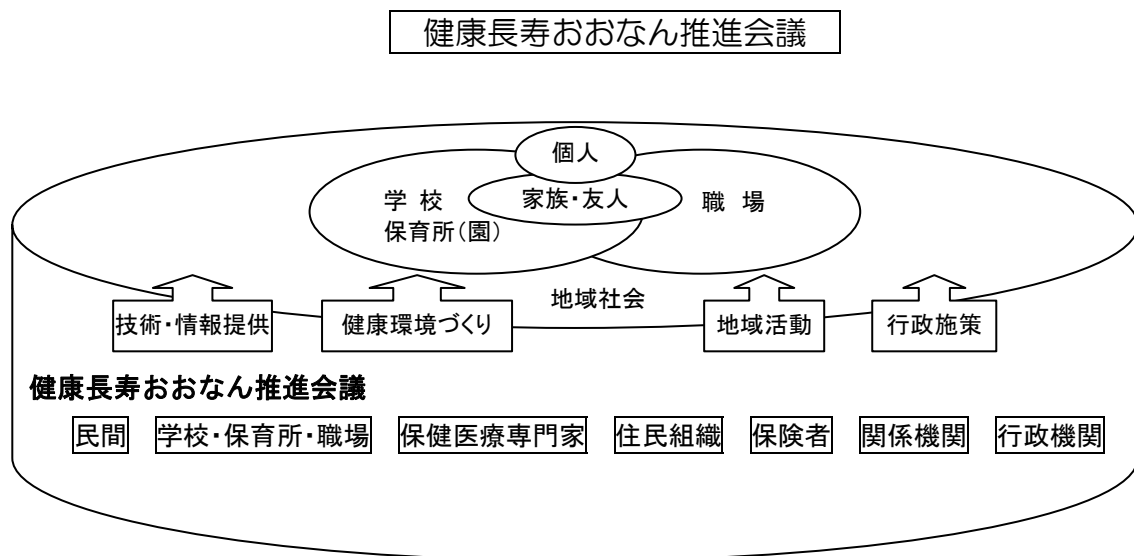 健康長寿おおなん推進会議
個人
家族・友人
学 校
保育所(園)
職 場
地域社会
技術・情報提供
健康環境づくり
地域活動
行政施策
健康長寿おおなん推進会議
民間
学校・保育所・職場
保健医療専門家
住民組織
保険者
関係機関
行政機関